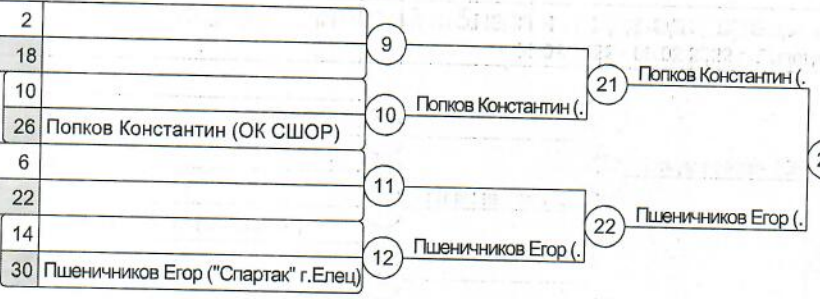 2
9
18
Попков Константин (.
21
10
Попков Константин (.
10
26 Попков Константин (ОК СШОР)
6
11
22
Пшеничников Егор (.
22
14
Пшеничников Егор (.
12
30 Пшеничников Егор ("Спартак" г.Елец)